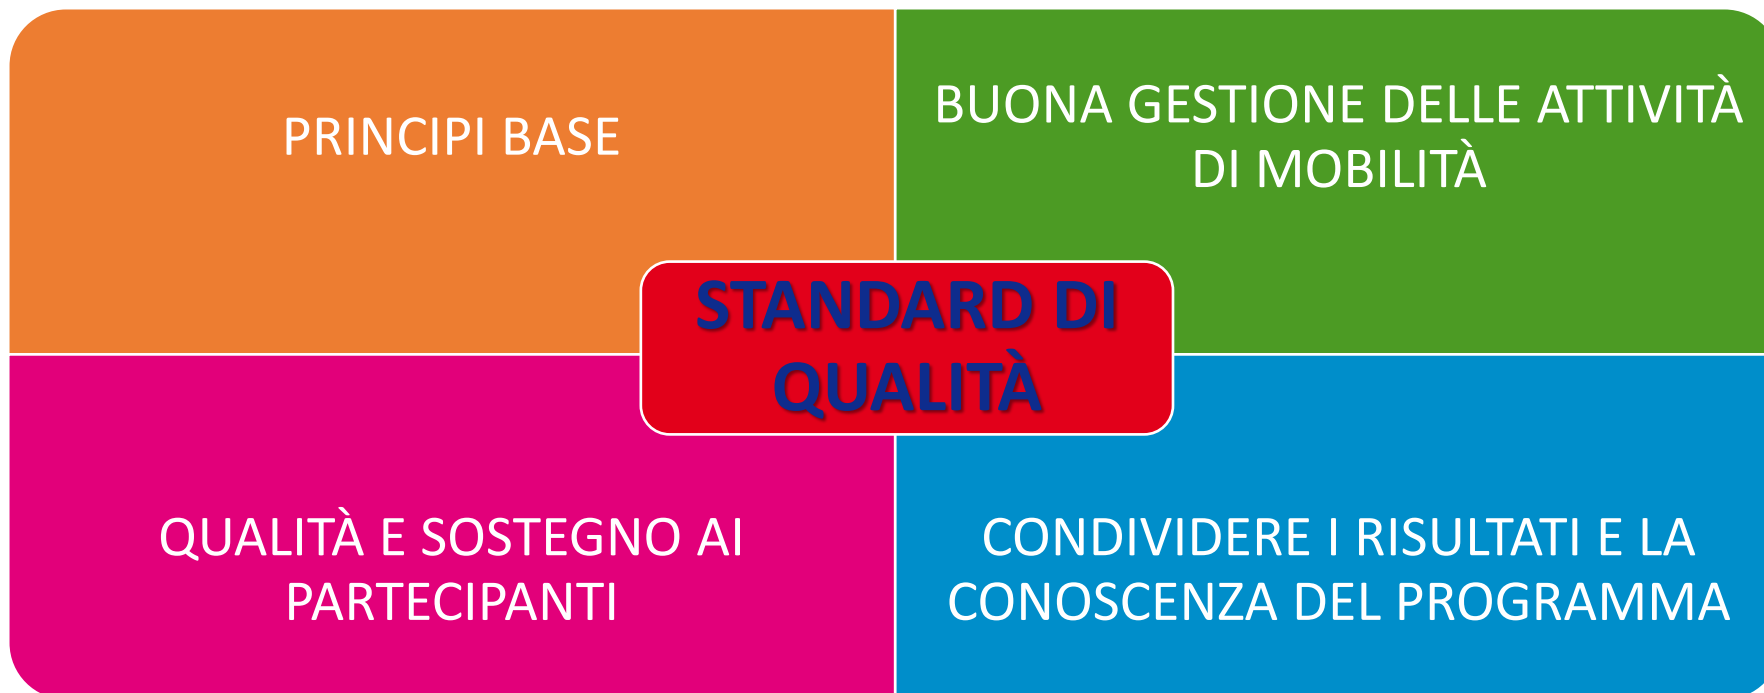 PRINCIPI BASE
BUONA GESTIONE DELLE ATTIVITÀ
DI MOBILITÀ
STANDARD DI
QUALITÀ
QUALITÀ E SOSTEGNO AI
PARTECIPANTI
CONDIVIDERE I RISULTATI E LA
CONOSCENZA DEL PROGRAMMA